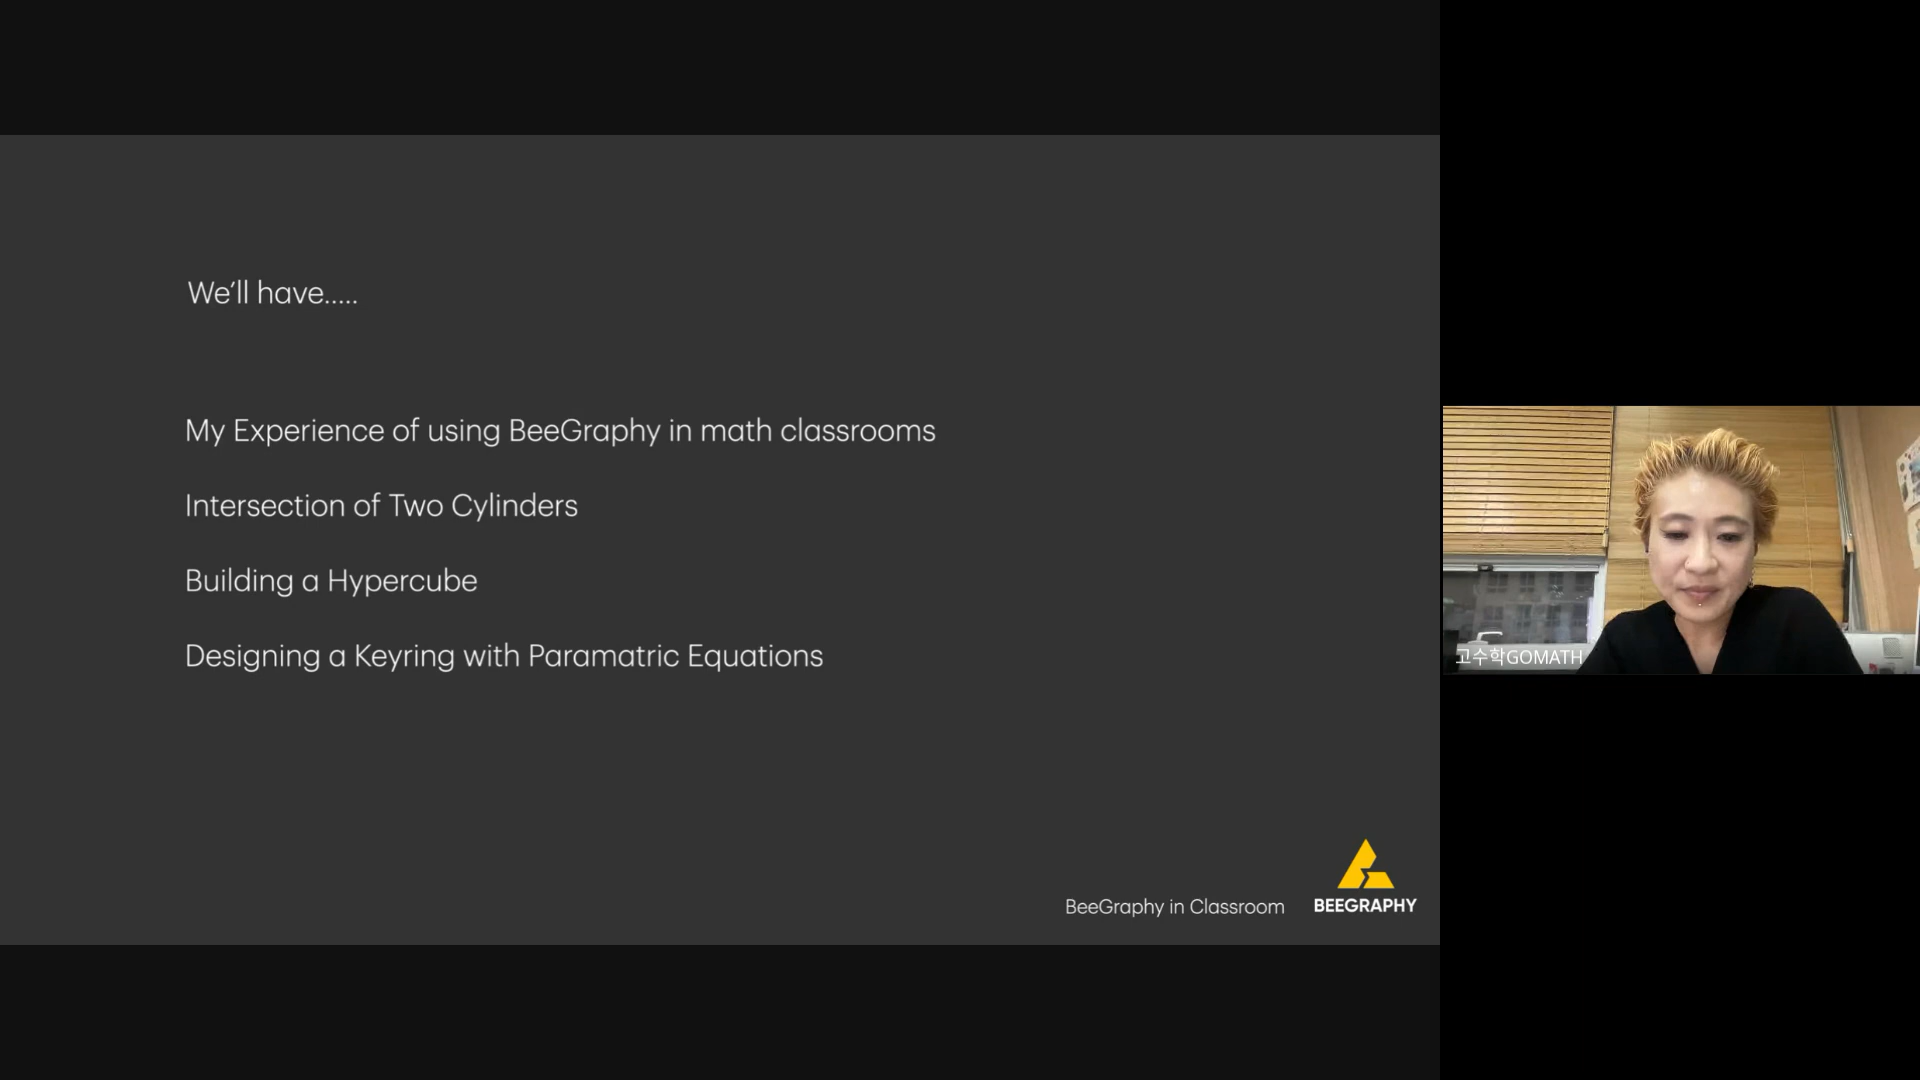 We'll have.....
My Experience of using BeeGraphy in math classrooms
Intersection of Two Cylinders
Building a Hypercube
Designing a Keyring with Paramatric Equations
BeeGraphy in Classroom
BEEGRAPHY
고수학GOMATH